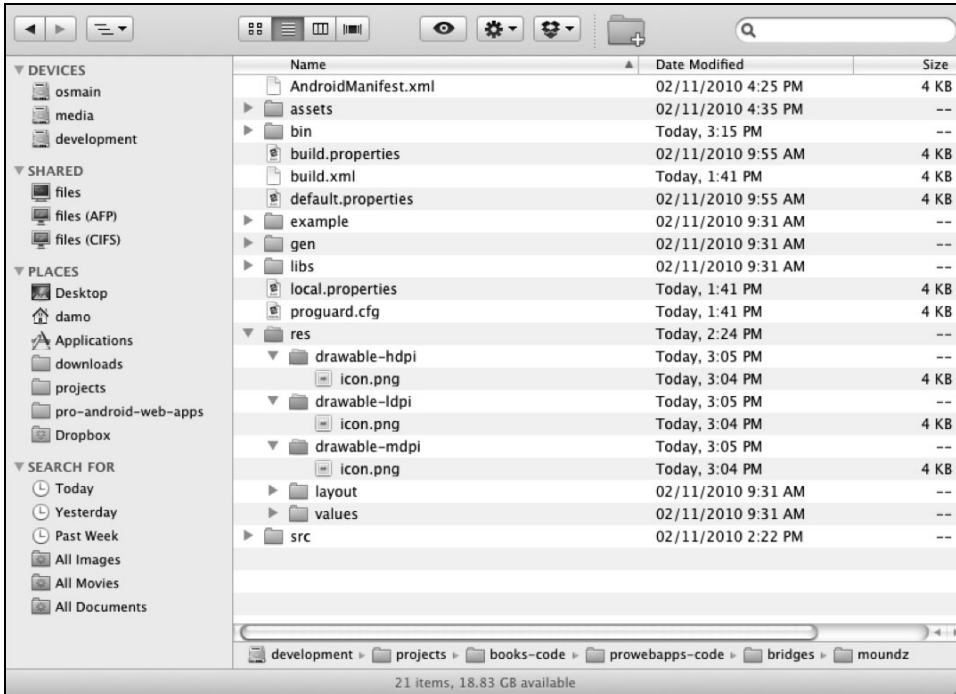 Name Date Modified Size
DEVICES
osmain
media
development
SHARED
files
files (AFP)
files (CIFS)
PLACES
Desktop
damo
Applications
downloads
projects
pro-android-web-apps
Dropbox
SEARCH FOR
Today
Yesterday
Past Week
All Images
All Movies
All Documents
AndroidManifest.xml 02/11/2010 4:25 PM 4 KB
assets 02/11/2010 4:35 PM --
bin Today, 3:15 PM --
build.properties 02/11/2010 9:55 AM 4 KB
build.xml Today, 1:41 PM 4 KB
default.properties 02/11/2010 9:55 AM 4 KB
example 02/11/2010 9:31 AM --
gen 02/11/2010 9:31 AM --
libs 02/11/2010 9:31 AM --
local.properties Today, 1:41 PM 4 KB
proguard.cfg Today, 1:41 PM 4 KB
res Today, 2:24 PM --
drawable-hdpi Today, 3:05 PM --
icon.png Today, 3:04 PM 4 KB
drawable-ldpi Today, 3:05 PM --
icon.png Today, 3:04 PM 4 KB
drawable-mdpi Today, 3:05 PM --
icon.png Today, 3:04 PM 4 KB
layout 02/11/2010 9:31 AM --
values 02/11/2010 9:31 AM --
src 02/11/2010 2:22 PM --
development projects books-code prowebapps-code bridges moundz
21 items, 18.83 GB available